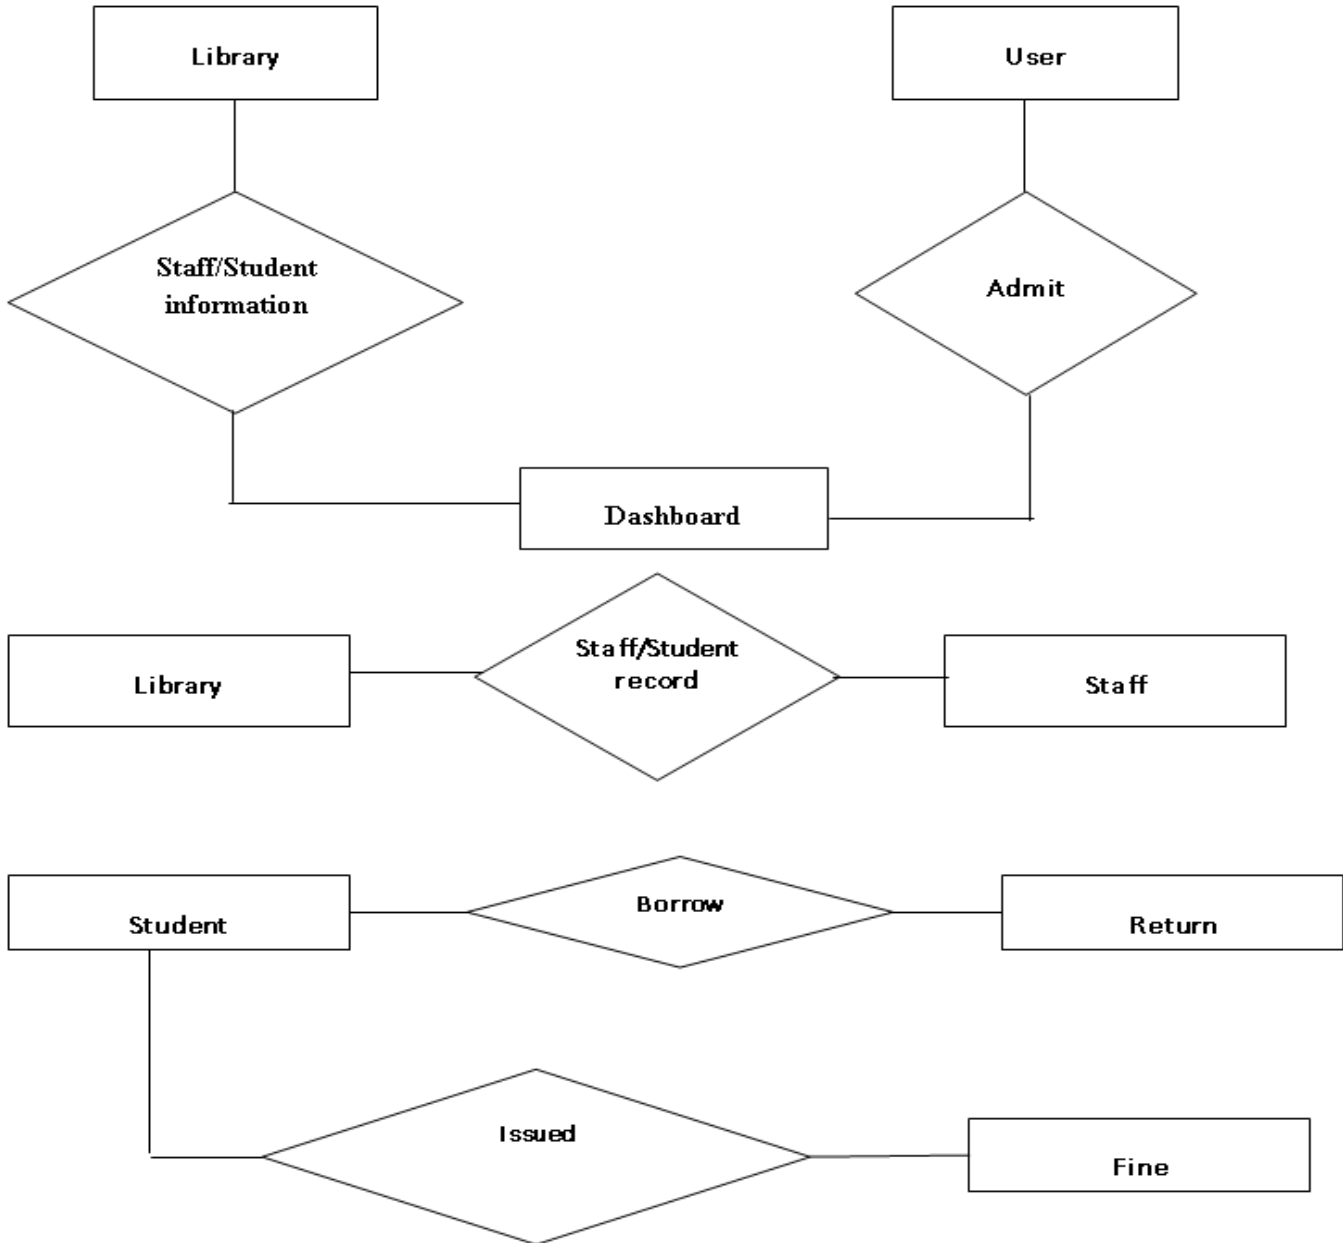 Library
User
Staff/Student
information
Admit
Dashboard
Staff/Student
record
Library
Staff
Student
Borrow
Return
Issued
Fine